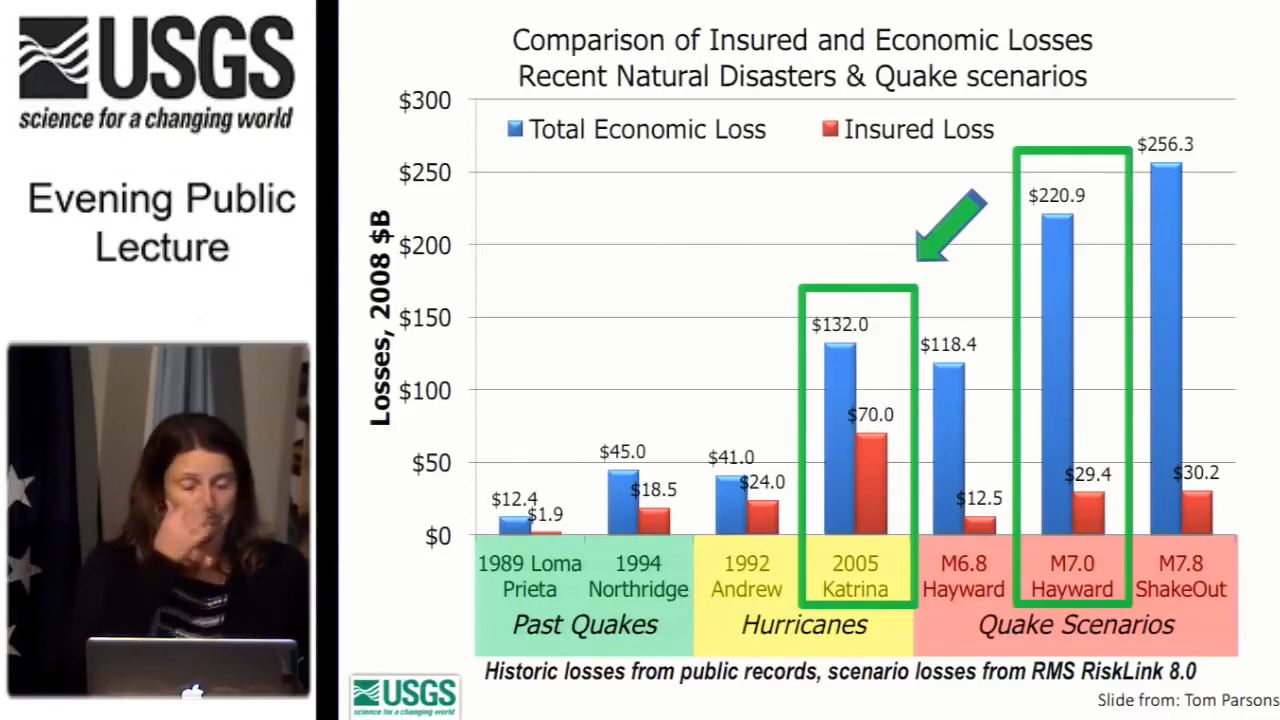 USGS
science for a changing world
Evening Public
Lecture
Comparison of Insured and Economic Losses
Recent Natural Disasters & Quake scenarios
Total Economic Loss
Insured Loss
Losses, 2008 $B
$300
$250
$200
$150
$100
$50
$0
$12.4
$1.9
$45.0
$18.5
$41.0
$24.0
$132.0
$70.0
$118.4
$12.5
$220.9
$29.4
$256.3
$30.2
1989 Loma
Prieta
1994
Northridge
1992
Andrew
2005
Katrina
M6.8
Hayward
M7.0
Hayward
M7.8
ShakeOut
Past Quakes
Hurricanes
Quake Scenarios
Historic losses from public records, scenario losses from RMS RiskLink 8.0
USGS
science for a changing world
Slide from: Tom Parsons